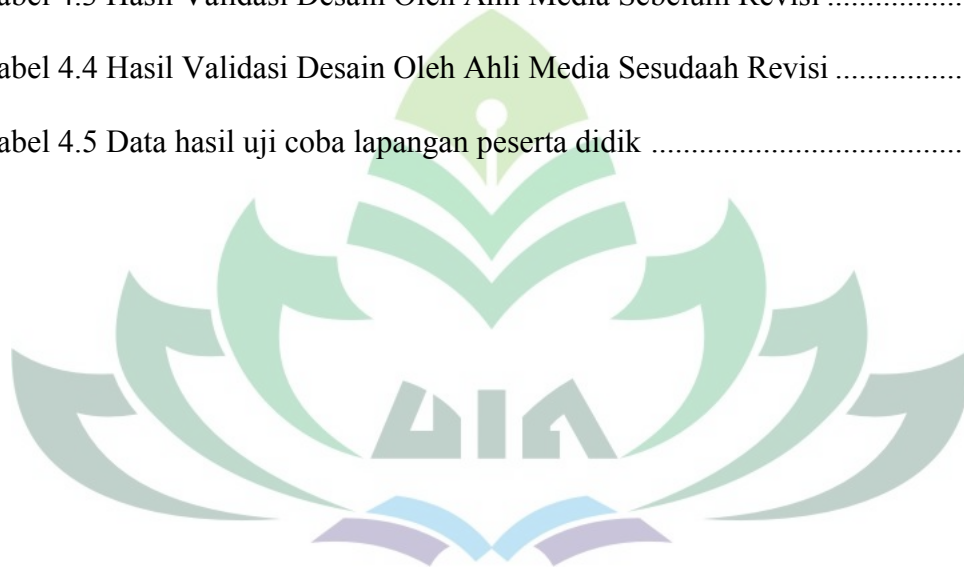 abel 4.3 Hasil Validasi Desain Oleh Ahli Media Sebelum Revisi .................
abel 4.4 Hasil Validasi Desain Oleh Ahli Media Sesudaah Revisi ................
abel 4.5 Data hasil uji coba lapangan peserta didik .......................................
UIN